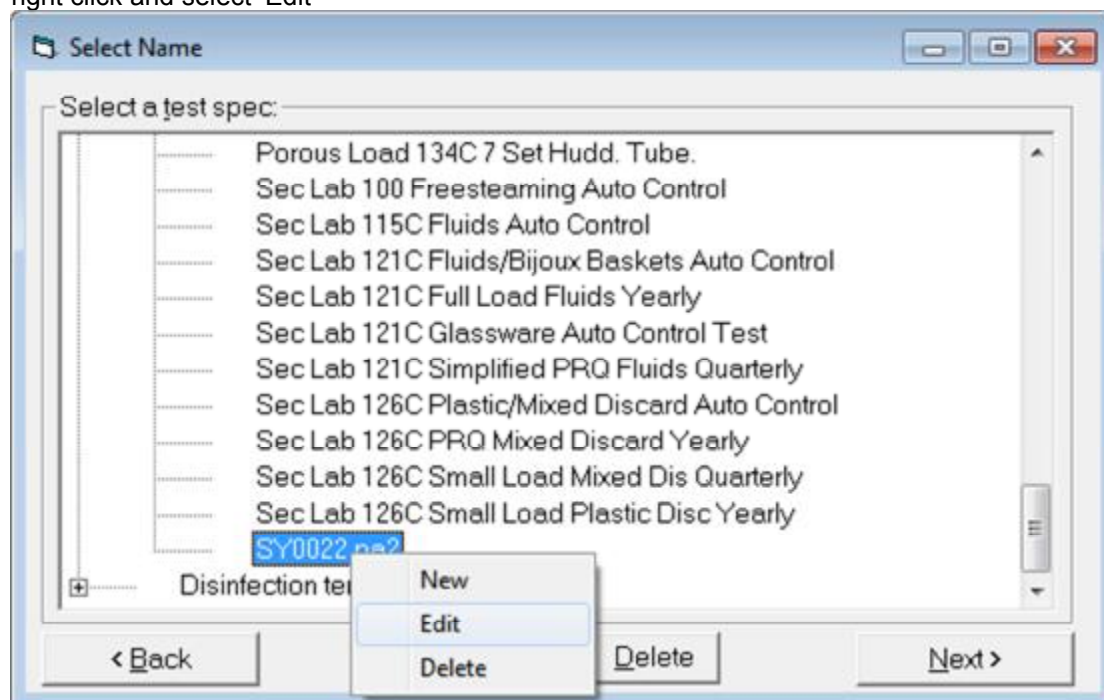 right click and select 'Edit'
Select Name
Select a test spec:
Porous Load 134C 7 Set Hudd. Tube.
Sec Lab 100 Freesteaming Auto Control
Sec Lab 115C Fluids Auto Control
Sec Lab 121C Fluids/Bijoux Baskets Auto Control
Sec Lab 121C Full Load Fluids Yearly
Sec Lab 121C Glassware Auto Control Test
Sec Lab 121C Simplified PRQ Fluids Quarterly
Sec Lab 126C Plastic/Mixed Discard Auto Control
Sec Lab 126C PRQ Mixed Discard Yearly
Sec Lab 126C Small Load Mixed Dis Quarterly
Sec Lab 126C Small Load Plastic Disc Yearly
SY0022
Disinfection
New
Edit
Delete
< Back
Delete
Next >